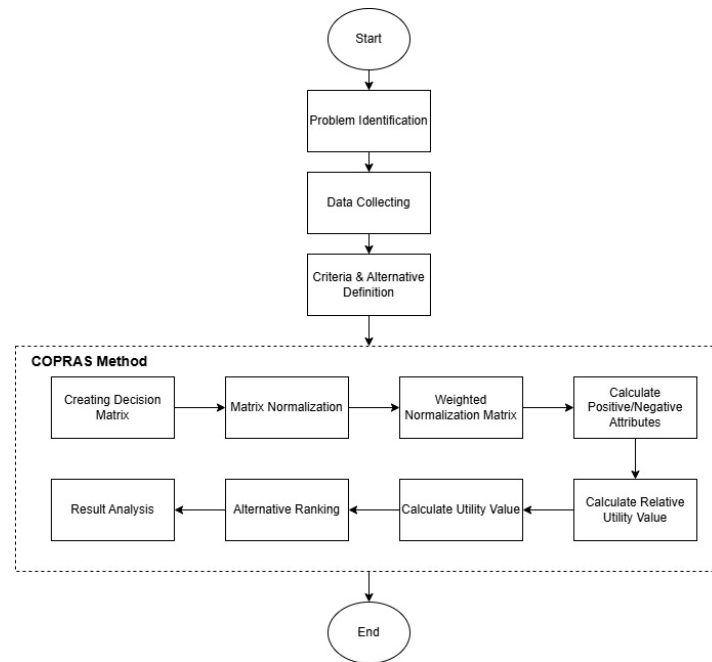 Start
Problem Identification
Data Collecting
Criteria & Alternative
Definition
COPRAS Method
Creating Decision
Matrix
Matrix Normalization
Weighted
Normalization Matrix
Calculate
Positive/Negative
Attributes
Result Analysis
Alternative Ranking
Calculate Utility Value
Calculate Relative
Utility Value
End